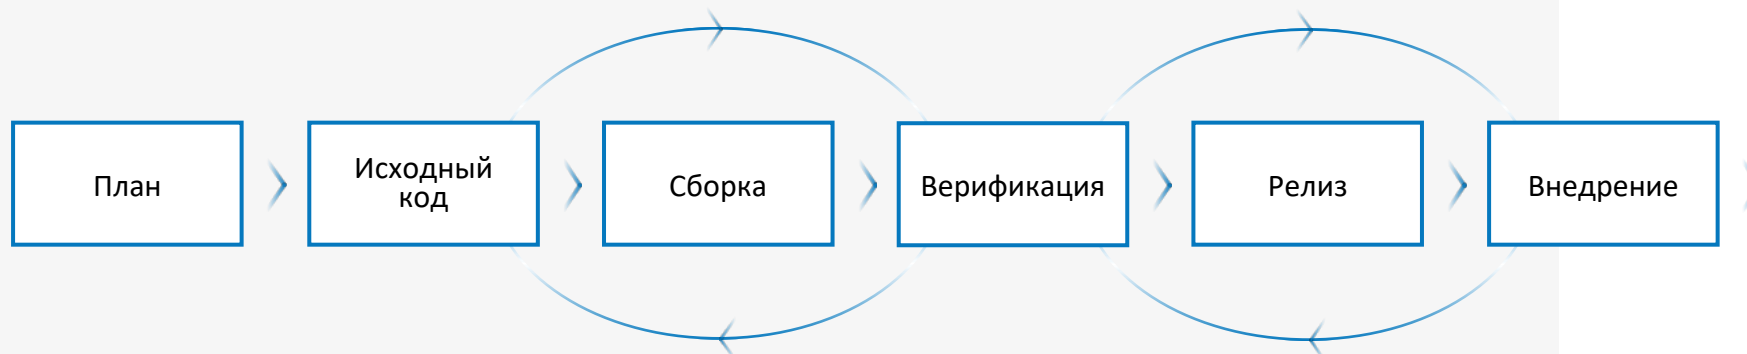 План
Исходный
код
Сборка
Верификация
Релиз
Внедрение